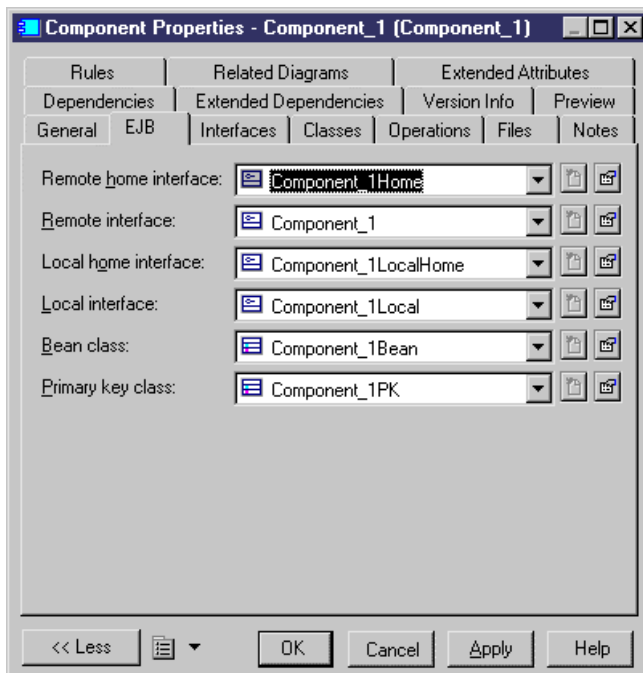 Component Properties - Component_1 (Component_1)
Rules Related Diagrams Extended Attributes
Dependencies Extended Dependencies Version Info Preview
General EJB Interfaces Classes Operations Files Notes
Remote home interface: Component_1Home
Remote interface: Component_1
Local home interface: Component_1LocalHome
Local interface: Component_1Local
Bean class: Component_1Bean
Primary key class: Component_1PK
<< Less OK Cancel Apply Help